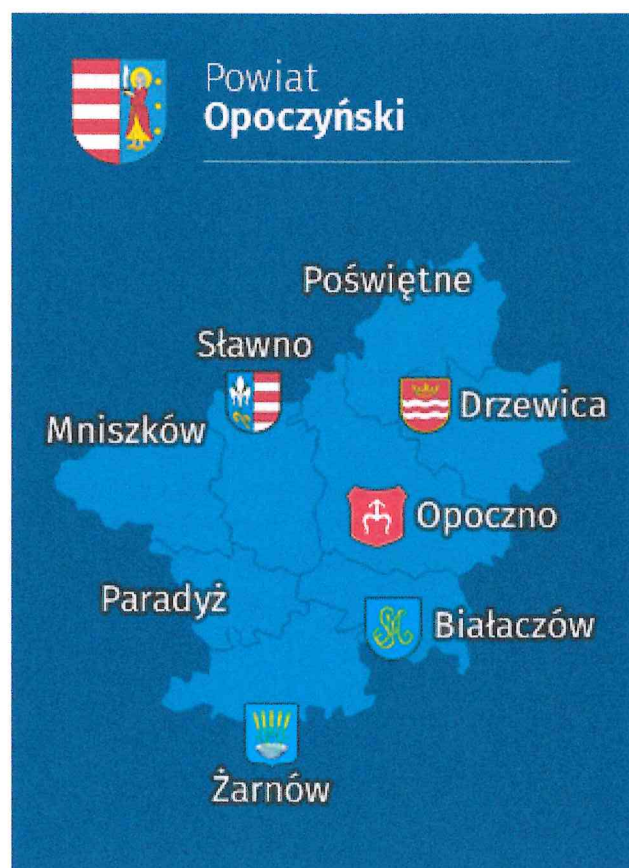 Powiat
Opoczyński
Poświętne
Sławno
Drzewica
Mniszków
Opoczno
Paradyż
Białaczów
Żarnów